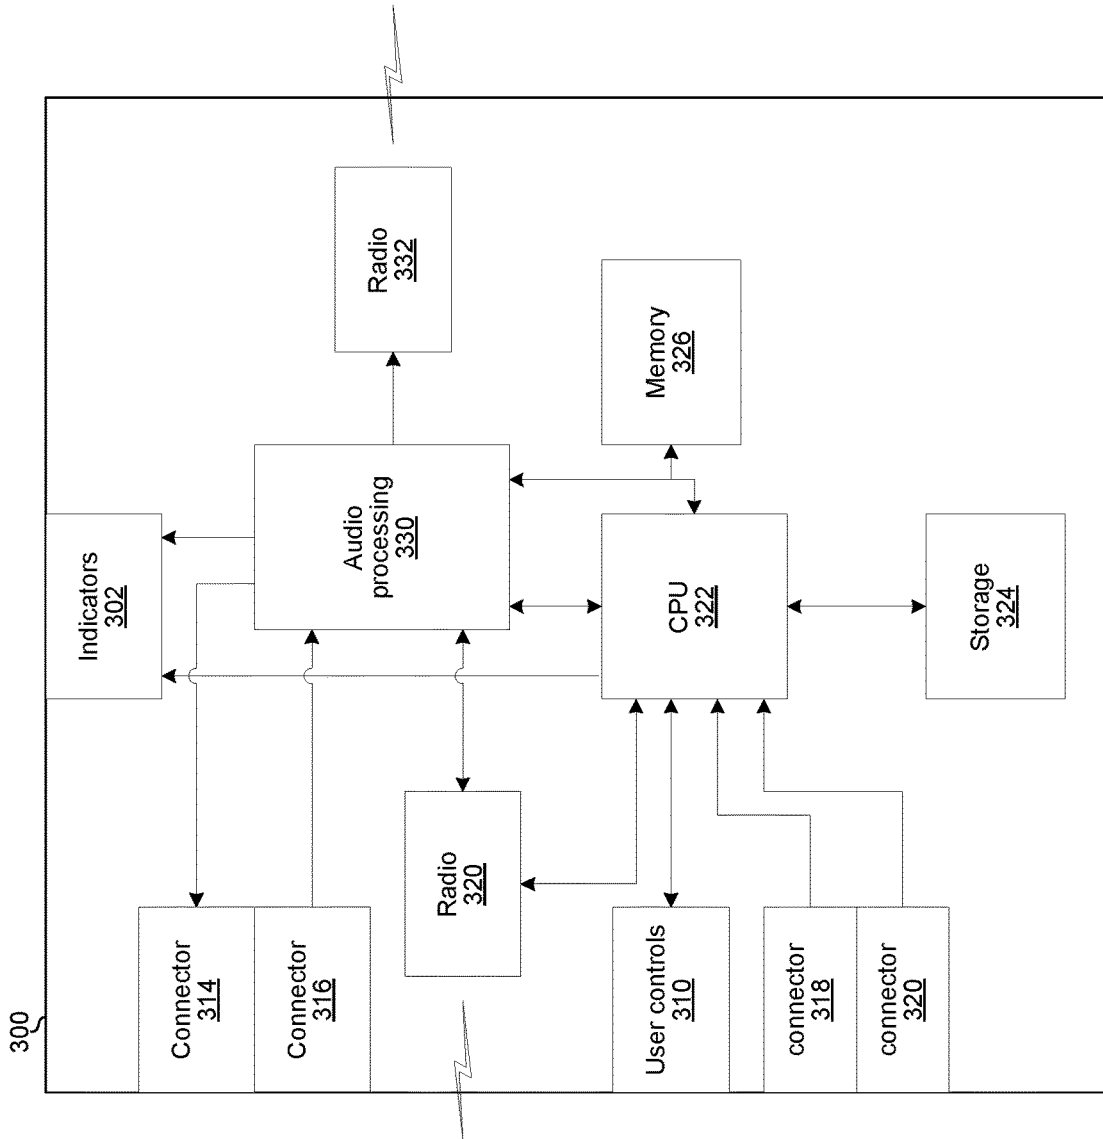 300
Indicators
302
Connector
314
Connector
316
Audio
processing
330
Radio
332
Radio
320
User controls
310
CPU
322
Memory
326
connector
318
connector
320
Storage
324